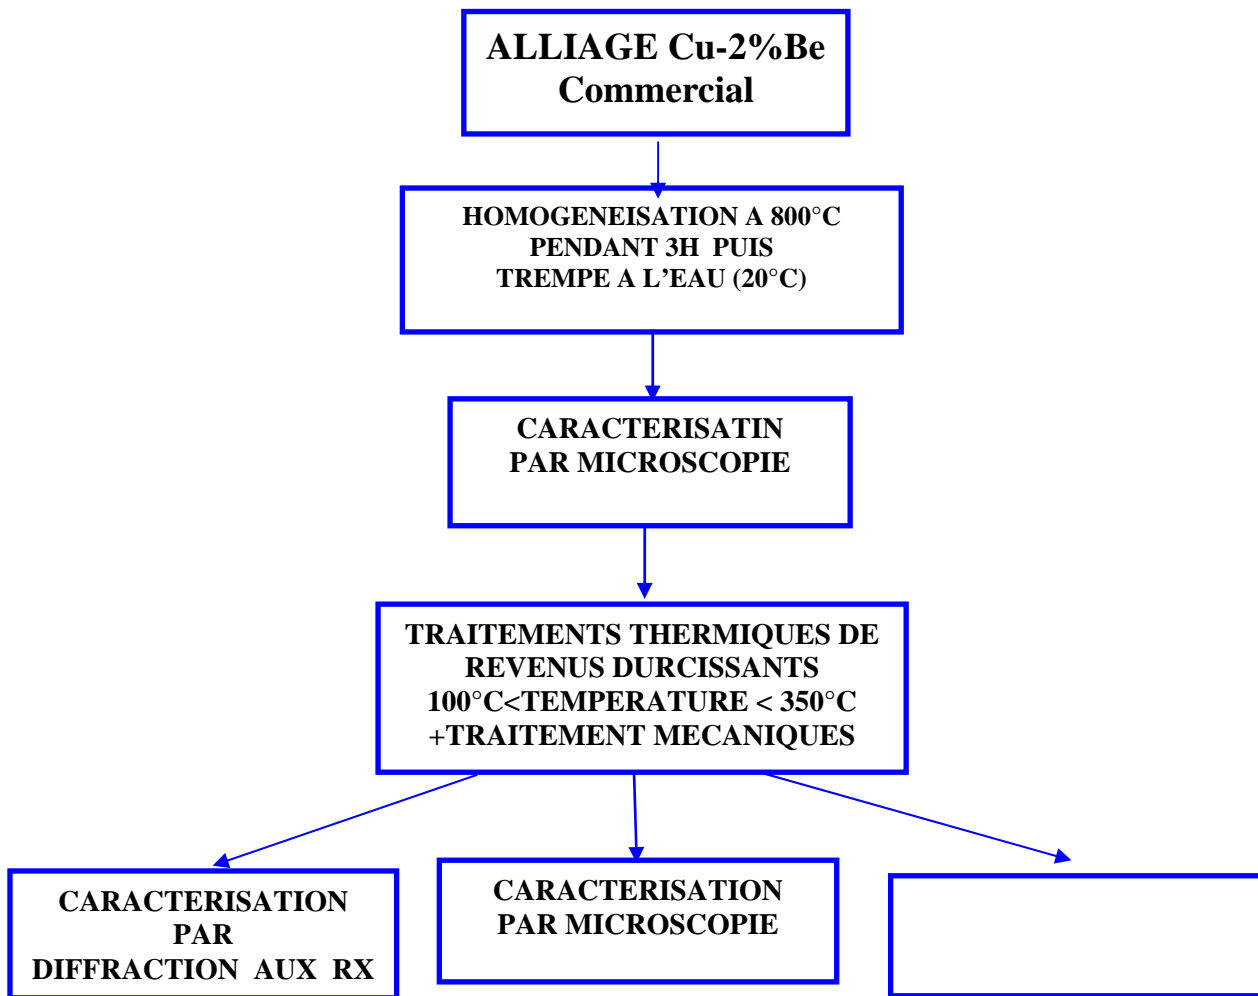 ALLIAGE Cu-2%Be
Commercial
HOMOGENEISATION A 800°C
PENDANT 3H PUIS
TREMPE A L'EAU (20°C)
CARACTERISATIN
PAR MICROSCOPIE
TRAITEMENTS THERMIQUES DE
REVENUS DURCISSANTS
100°C<TEMPERATURE < 350°C
+TRAITEMENT MECANIQUES
CARACTERISATION
PAR
DIFFRACTION AUX RX
CARACTERISATION
PAR MICROSCOPIE